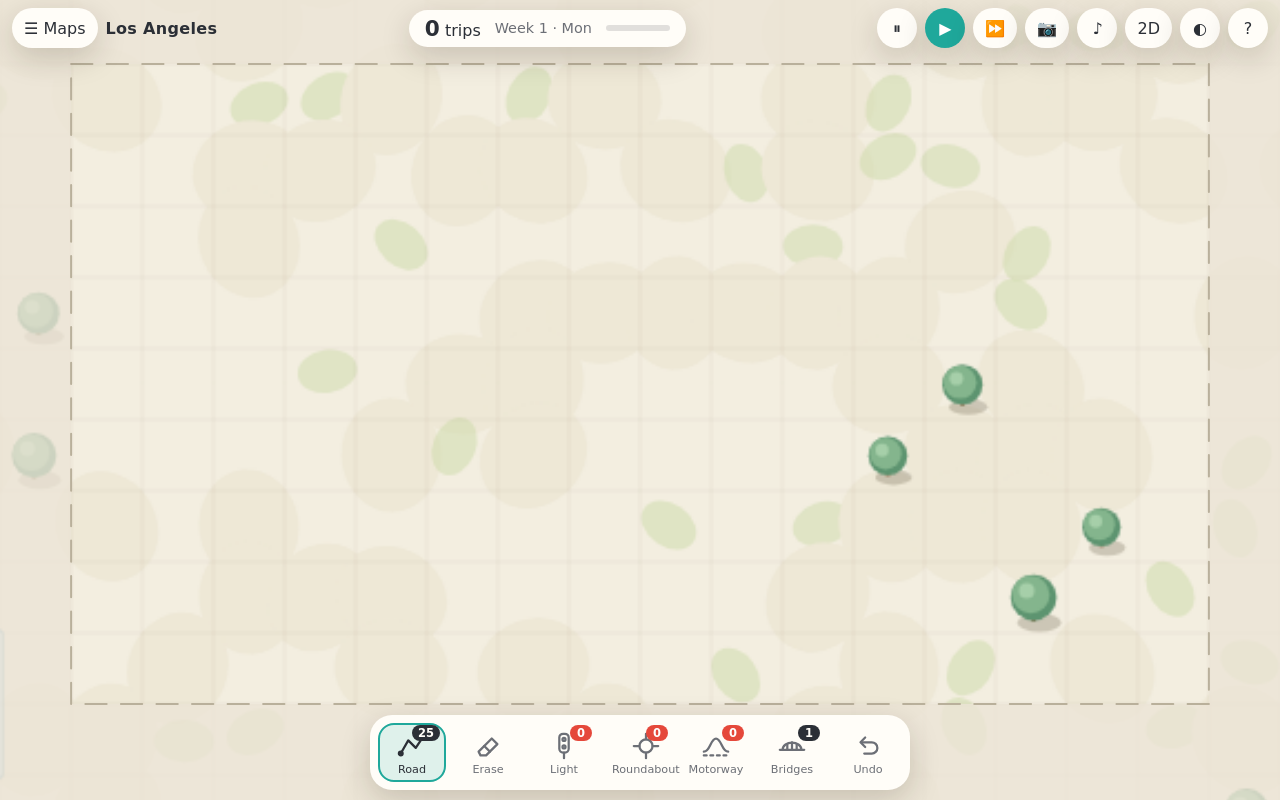 ☰ Maps
Los Angeles
0 trips Week 1 · Mon
2D
?
25
Road
Erase
0
Light
0
Roundabout
0
Motorway
1
Bridges
Undo